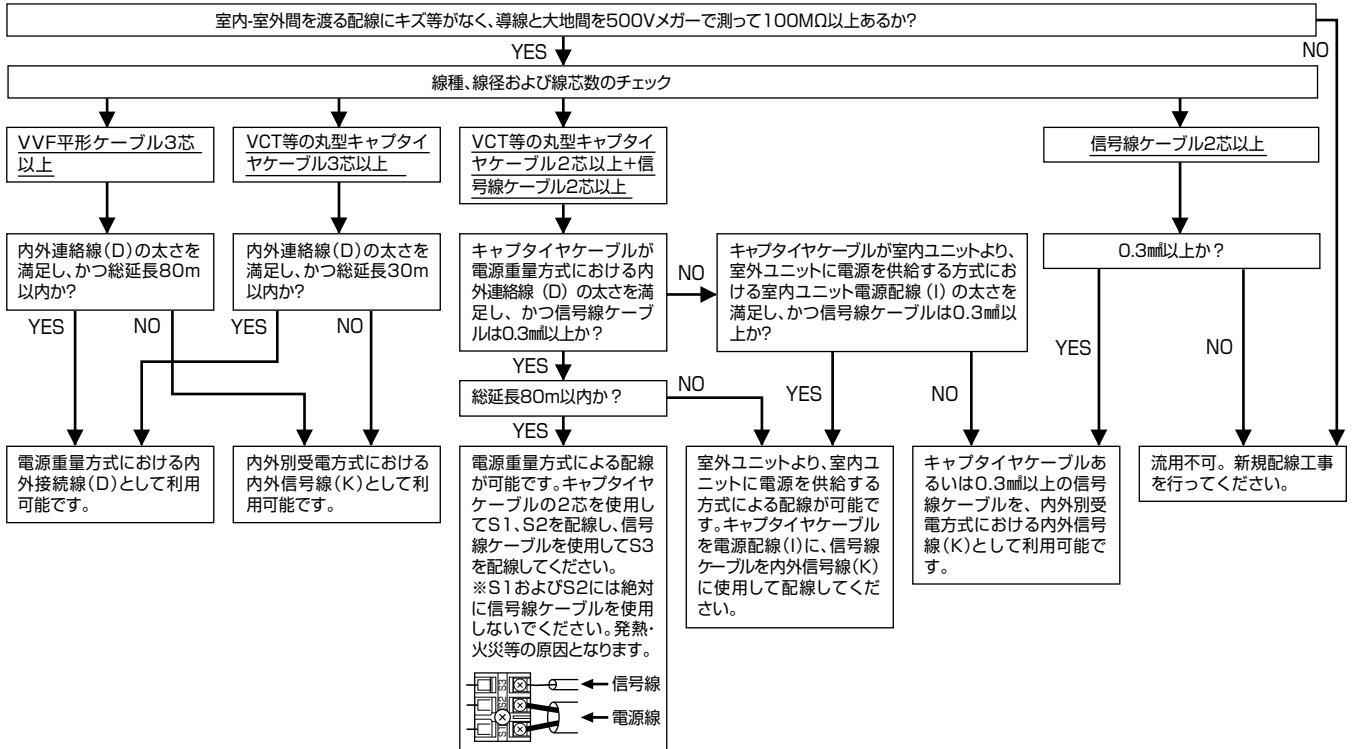 室内-室外間を渡る配線にキズ等がなく、導線と大地間を500Vメガーで測って100MΩ以上あるか?
YES
NO
線種、線径および線芯数のチェック
VVF平形ケーブル3芯
以上
VCT等の丸型キャプタイ
ヤケーブル3芯以上
VCT等の丸型キャプタイ
ヤケーブル2芯以上+信
号線ケーブル2芯以上
信号線ケーブル2芯以上
内外連絡線(D)の太さを
満足し、かつ総延長80m
以内か?
内外連絡線(D)の太さを
満足し、かつ総延長30m
以内か?
キャプタイヤケーブルが
電源重量方式における内
外連絡線(D)の太さを満
足し、かつ信号線ケーブ
ルは0.3㎟以上か?
NO
キャプタイヤケーブルが室内ユニットより、
室外ユニットに電源を供給する方式にお
ける室内ユニット電源配線(I)の太さを
満足し、かつ信号線ケーブルは0.3㎟以
上か?
0.3㎟以上か?
YES
NO
YES
NO
YES
総延長80m以内か?
NO
YES
YES
NO
YES
NO
電源重量方式における内
外接続線(D)として利用
可能です。
内外別受電方式における
内外信号線(K)として利
用可能です。
電源重量方式による配線
が可能です。キャプタイヤ
ケーブルの2芯を使用し
てS1、S2を配線し、信号
線ケーブルを使用してS3
を配線してください。
※S1およびS2には絶対
に信号線ケーブルを使用
しないでください。発熱・
火災等の原因となります。
S3
S2
S1
信号線
電源線
室外ユニットより、室内ユ
ニットに電源を供給する
方式による配線が可能で
す。キャプタイヤケーブル
を電源配線(I)に、信号線
ケーブルを内外信号線(K)
に使用して配線してくだ
さい。
キャプタイヤケーブルあ
るいは0.3㎟以上の信号
線ケーブルを、内外別受
電方式における内外信号
線(K)として利用可能で
す。
流用不可。新規配線工事
を行ってください。